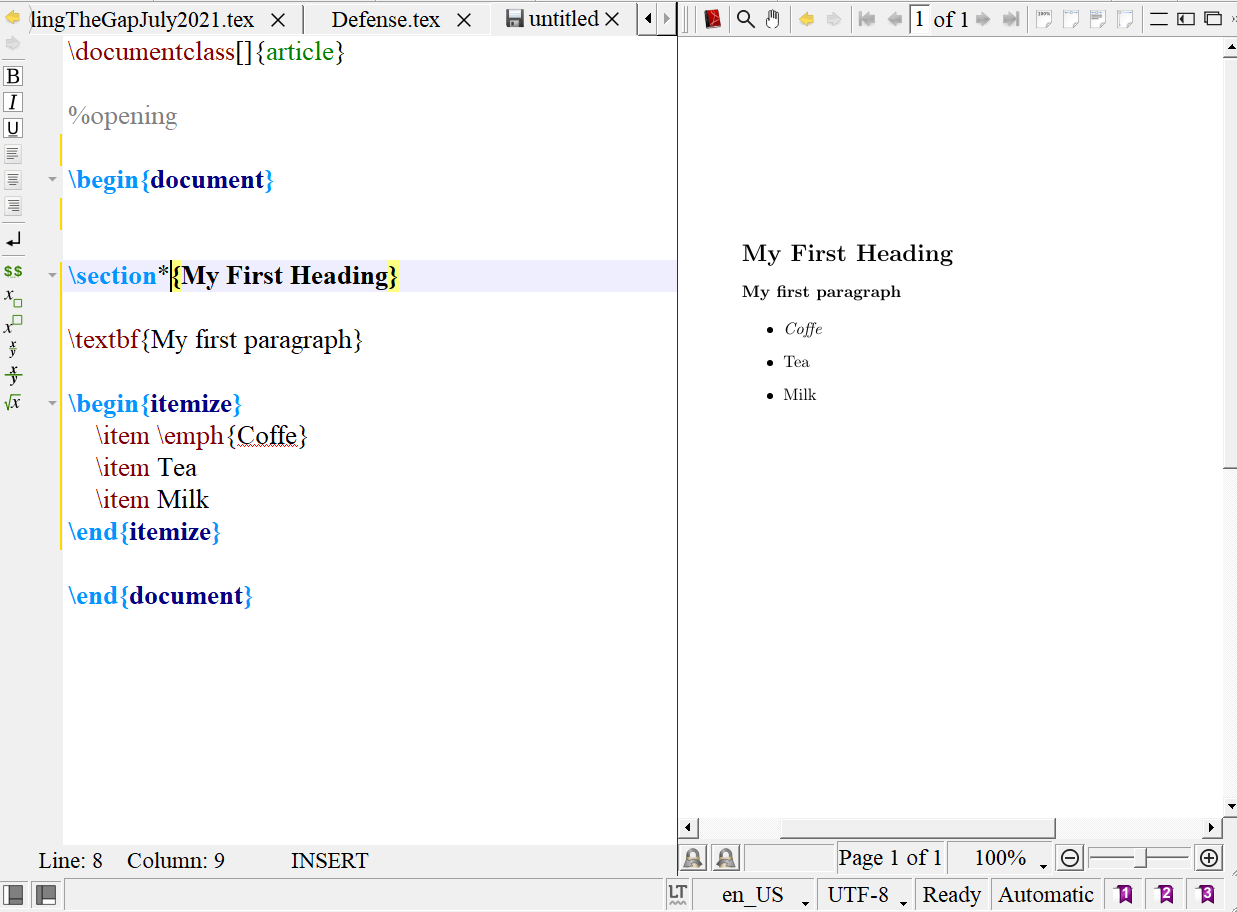 lingTheGapJuly2021.tex Defense.tex untitled
1 of 1
B
I
U
$$
x
x
x
y
x
y
√x
\documentclass[]{article}
%opening
\begin{document}
\section*{My First Heading}
\textbf{My first paragraph}
\begin{itemize}
\item \emph{Coffe}
\item Tea
\item Milk
\end{itemize}
\end{document}
My First Heading
My first paragraph
• Coffe
• Tea
• Milk
Line: 8 Column: 9 INSERT
Page 1 of 1 100%
LT en_US UTF-8 Ready Automatic 1 2 3